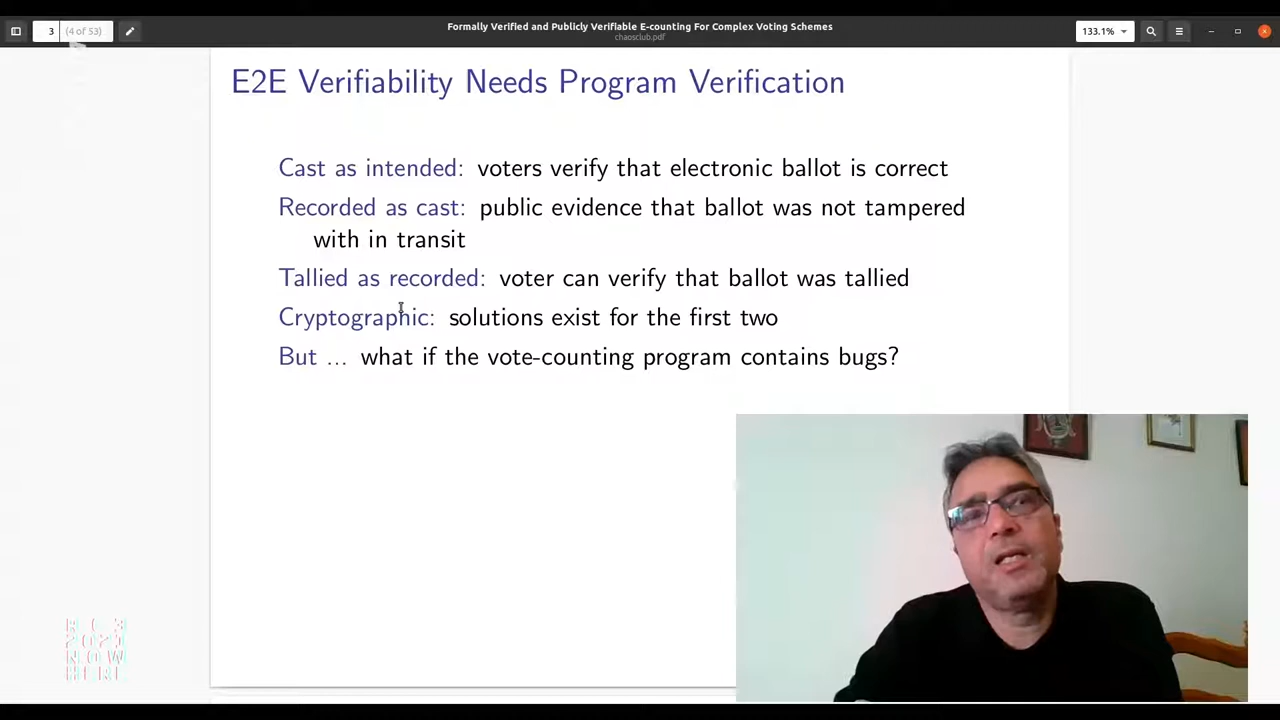 Formally Verified and Publicly Verifiable E-counting For Complex Voting Schemes
chaosclub.pdf
3 (4 of 53)
133.1%
E2E Verifiability Needs Program Verification
Cast as intended: voters verify that electronic ballot is correct
Recorded as cast: public evidence that ballot was not tampered
with in transit
Tallied as recorded: voter can verify that ballot was tallied
Cryptographic: solutions exist for the first two
But ... what if the vote-counting program contains bugs?
NOW
HERE